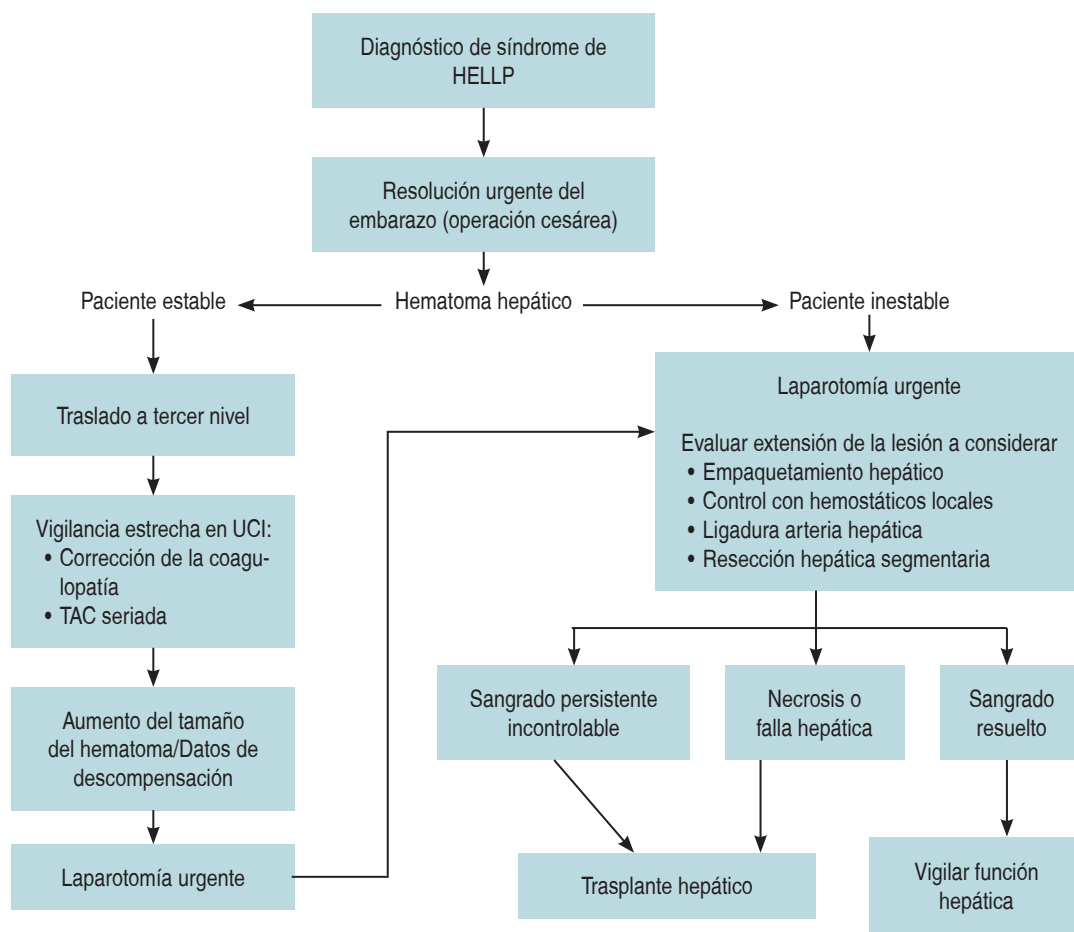 Diagnóstico de síndrome de
HELLP
Resolución urgente del
embarazo (operación cesárea)
Paciente estable
Hematoma hepático
Paciente inestable
Traslado a tercer nivel
Vigilancia estrecha en UCI:
• Corrección de la coagu-
lopatía
• TAC seriada
Aumento del tamaño
del hematoma/Datos de
descompensación
Laparotomía urgente
Laparotomía urgente
Evaluar extensión de la lesión a considerar
• Empaquetamiento hepático
• Control con hemostáticos locales
• Ligadura arteria hepática
• Resección hepática segmentaria
Sangrado persistente
incontrolable
Necrosis o
falla hepática
Sangrado
resuelto
Trasplante hepático
Vigilar función
hepática